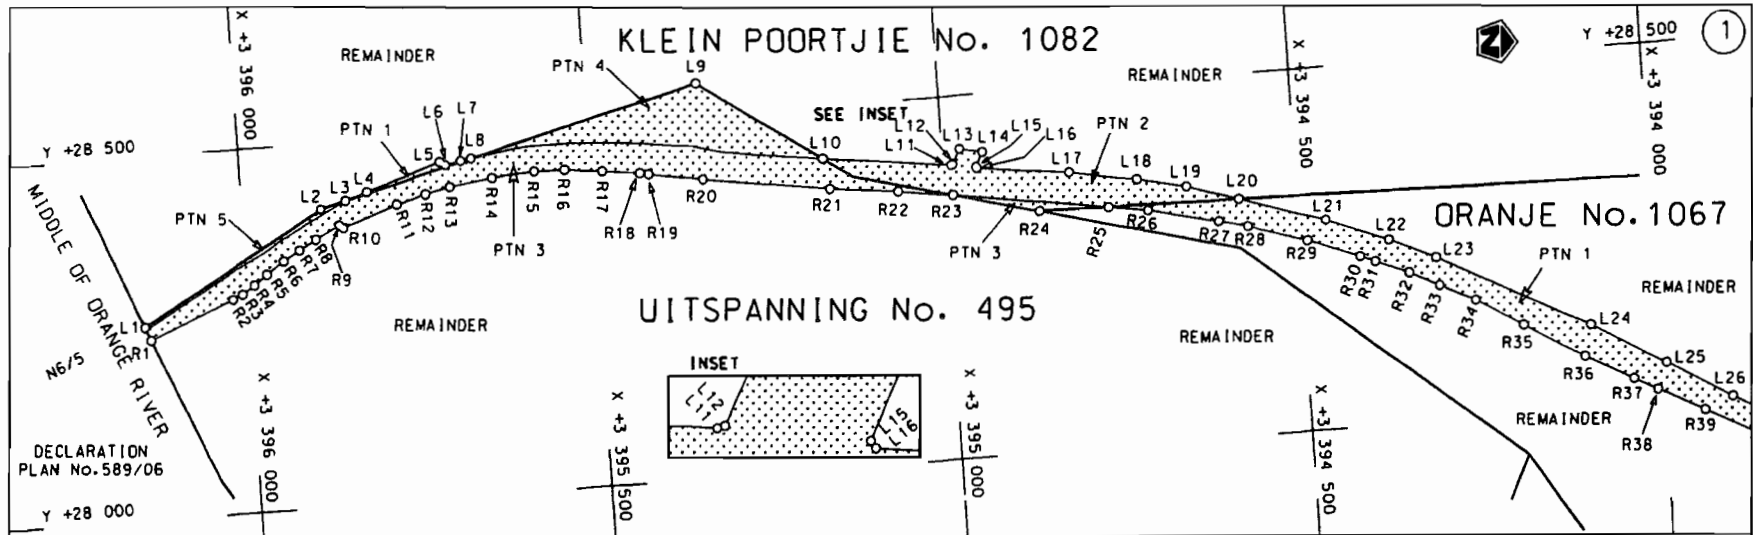 KLEIN POORTJIE No. 1082
Y +28 500
1
X +3 396 000
REMAINDER
PTN 4
L9
REMAINDER
X +3 394 500
X +3 394 000
N
SEE INSET
Y +28 500
PTN 1
L6
L7
L8
L5
L12
L13
L14
L15
L16
L11
PTN 2
L10
L17
L18
L19
L20
MIDDLE OF ORANGE RIVER
L2
L3
L4
PTN 5
R10
R11
R12
R13
R14
R15
R16
R17
R18
R19
R20
R21
R22
R23
R24
R25
R26
R27
R28
R29
R30
R31
R32
R33
R34
R35
R36
R37
R38
R39
PTN 3
PTN 3
L21
L22
L23
ORANJE No.1067
PTN 1
REMAINDER
L24
L25
L26
L1
R1
R2
R3
R4
R5
R6
R7
R8
R9
N6/5
REMAINDER
UITSPANNING No. 495
REMAINDER
REMAINDER
INSET
L12
L11
L15
L16
X +3 396 000
X +3 395 500
X +3 395 000
X +3 394 500
DECLARATION
PLAN No.589/06
Y +28 000